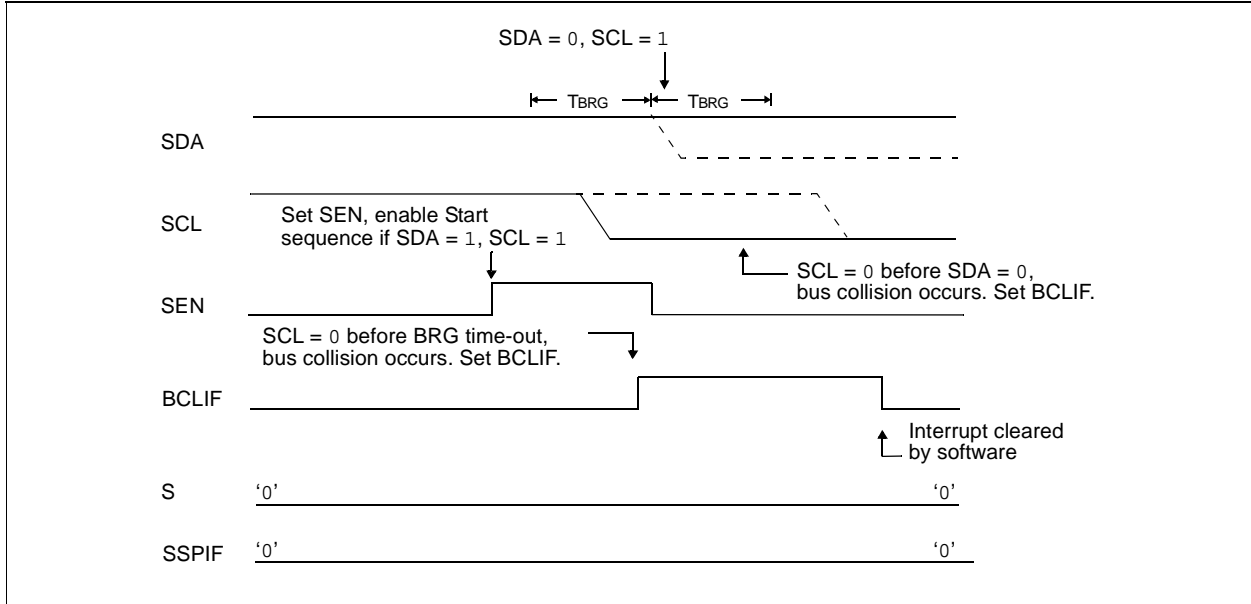 SDA = 0, SCL = 1
TBRG TBRG
SDA
SCL
Set SEN, enable Start
sequence if SDA = 1, SCL = 1
SCL = 0 before SDA = 0,
bus collision occurs. Set BCLIF.
SEN
SCL = 0 before BRG time-out,
bus collision occurs. Set BCLIF.
BCLIF
Interrupt cleared
by software
S ‘0’ ‘0’
SSPIF ‘0’ ‘0’